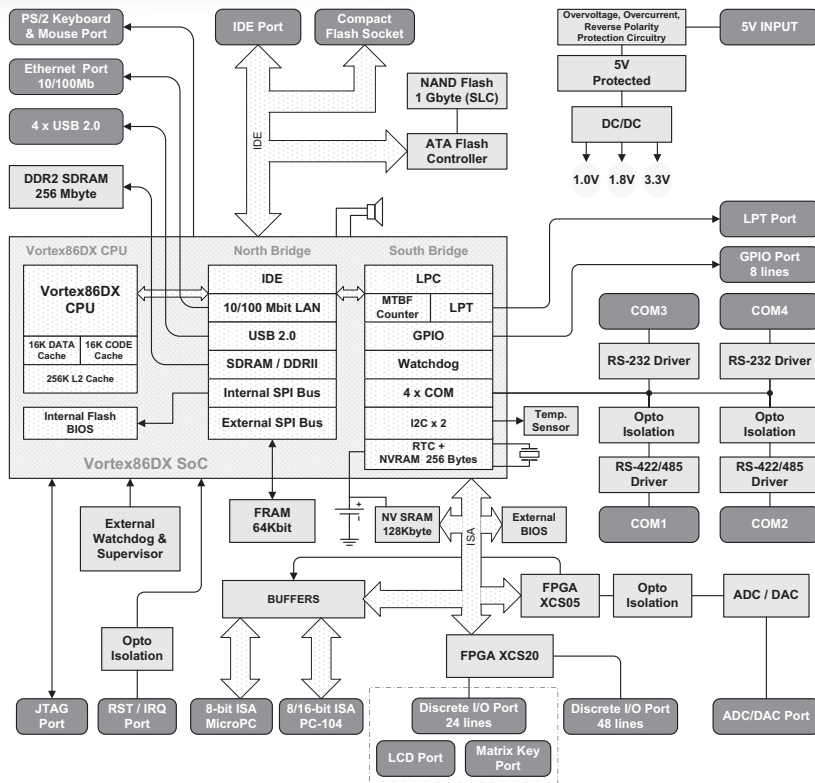 PS/2 Keyboard
& Mouse Port
IDE Port
Compact
Flash Socket
Overvoltage, Overcurrent,
Reverse Polarity
Protection Circuitry
5V INPUT
Ethernet Port
10/100Mb
5V
Protected
NAND Flash
1 Gbyte (SLC)
4 x USB 2.0
DC/DC
IDE
ATA Flash
Controller
DDR2 SDRAM
256 Mbyte
1.0V
1.8V
3.3V
LPT Port
Vortex86DX CPU
North Bridge
South Bridge
GPIO Port
8 lines
Vortex86DX
CPU
IDE
LPC
10/100 Mbit LAN
MTBF
Counter
LPT
COM3
COM4
16K DATA
Cache
16K CODE
Cache
USB 2.0
GPIO
SDRAM / DDRII
Watchdog
RS-232 Driver
RS-232 Driver
256K L2 Cache
Internal SPI Bus
4 x COM
Internal Flash
BIOS
External SPI Bus
I2C x 2
Temp.
Sensor
Opto
Isolation
Opto
Isolation
RTC +
NVRAM 256 Bytes
Vortex86DX SoC
RS-422/485
Driver
RS-422/485
Driver
External
Watchdog &
Supervisor
FRAM
64Kbit
+
-
NV SRAM
128Kbyte
ISA
External
BIOS
COM1
COM2
BUFFERS
FPGA
XCS05
Opto
Isolation
ADC / DAC
Opto
Isolation
FPGA XCS20
JTAG
Port
RST / IRQ
Port
8-bit ISA
MicroPC
8/16-bit ISA
PC-104
Discrete I/O Port
24 lines
Discrete I/O Port
48 lines
ADC/DAC Port
LCD Port
Matrix Key
Port